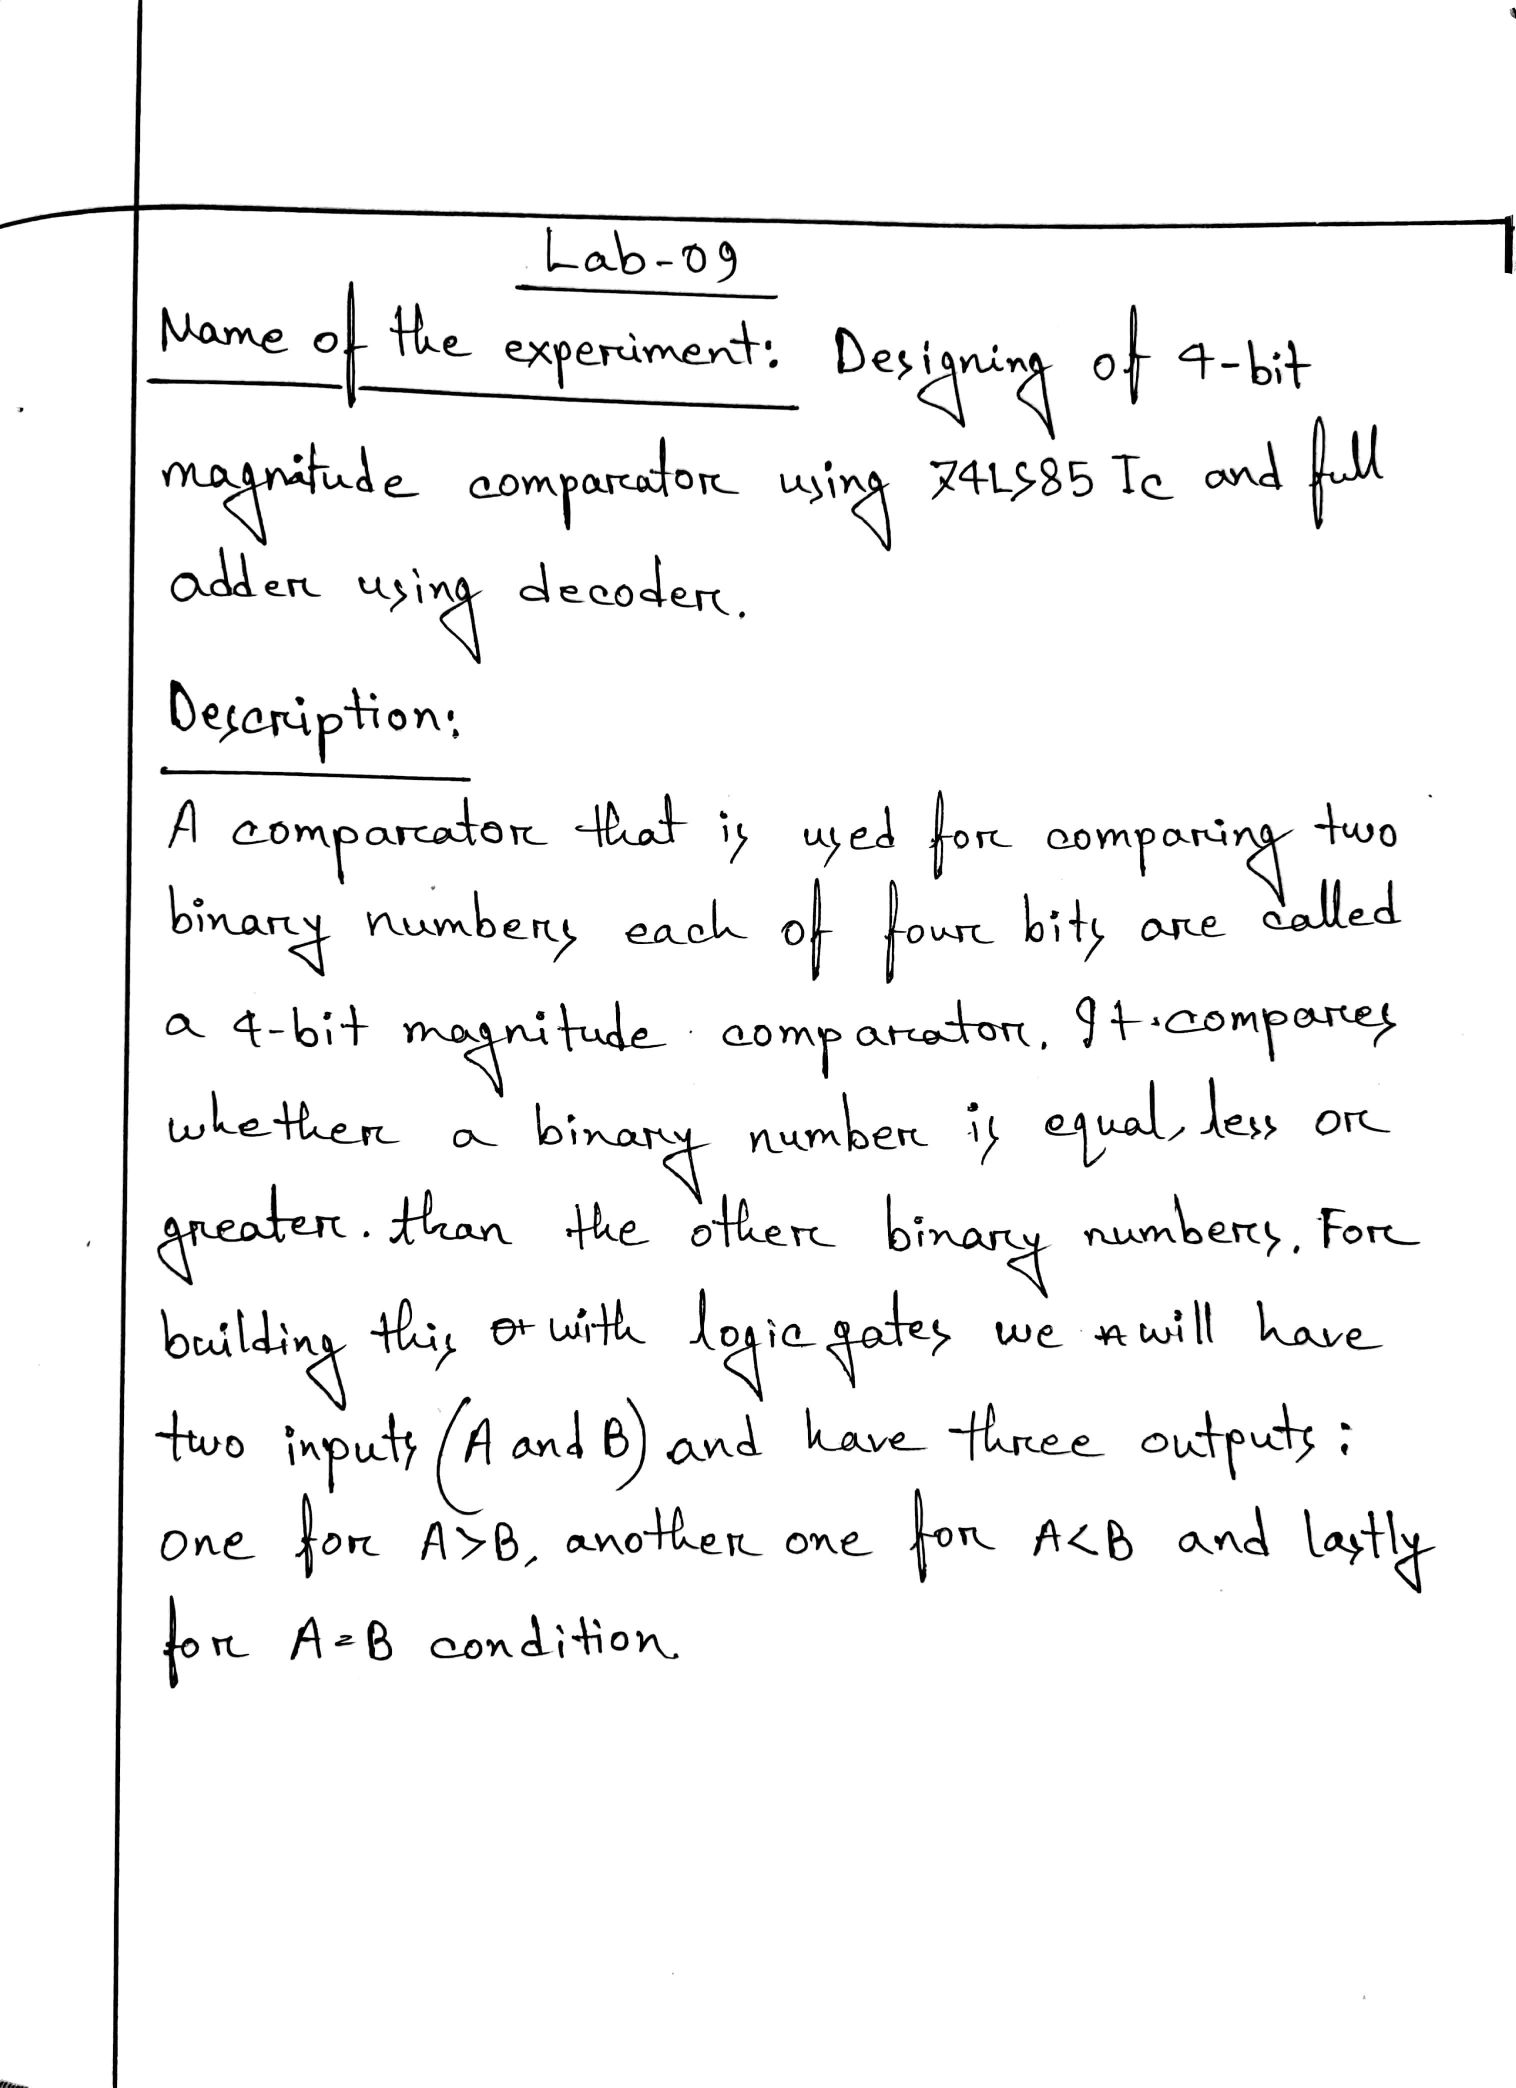 Lab-09
Name of the experiment: Designing of 4-bit
magnitude comparator using 74LS85 Ic and full
adder using decoder.
Description:
A comparator that is used for comparing two
binary numbers each of four bits are called
a 4-bit magnitude comparator. It compares
whether a binary number is equal, less or
greater. than the other binary numbers. For
building this with logic gates we will have
two inputs (A and B) and have three outputs:
one for A>B, another one for A<B and lastly
for A=B condition.